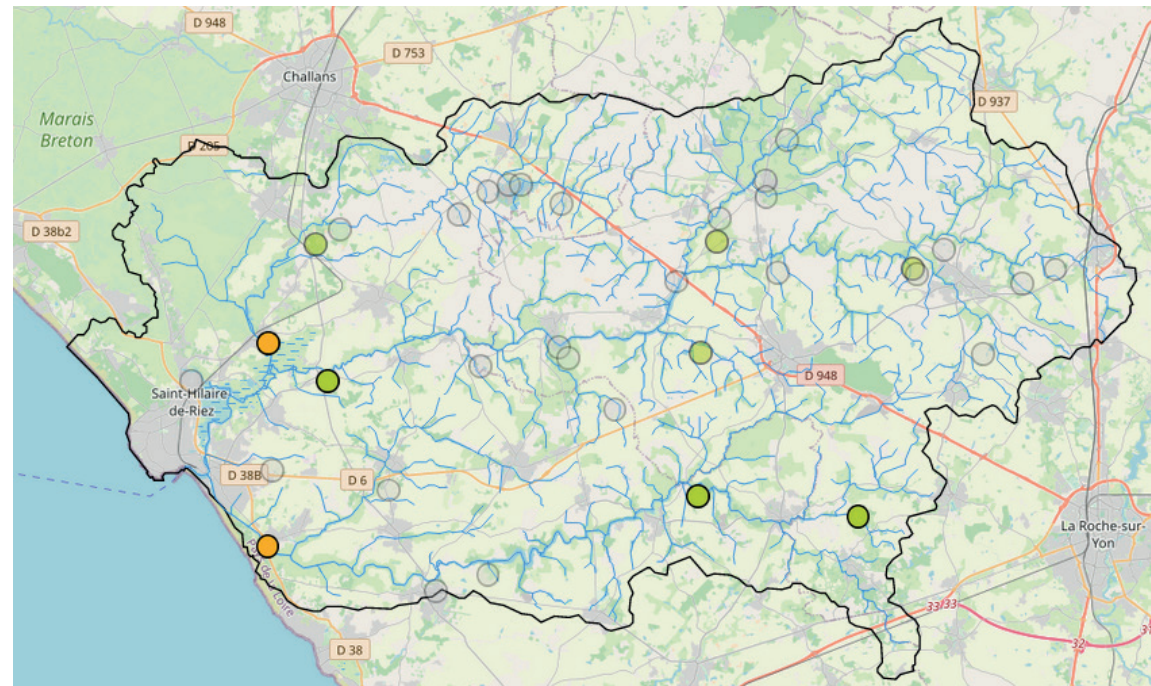 D 948
D 753
Challans
D 937
Marais
Breton
D 205
D 38b2
D 948
Saint-Hilaire
de-Riez
D 38B
D 6
La Roche-sur-
Yon
33/33
32
31
D 38